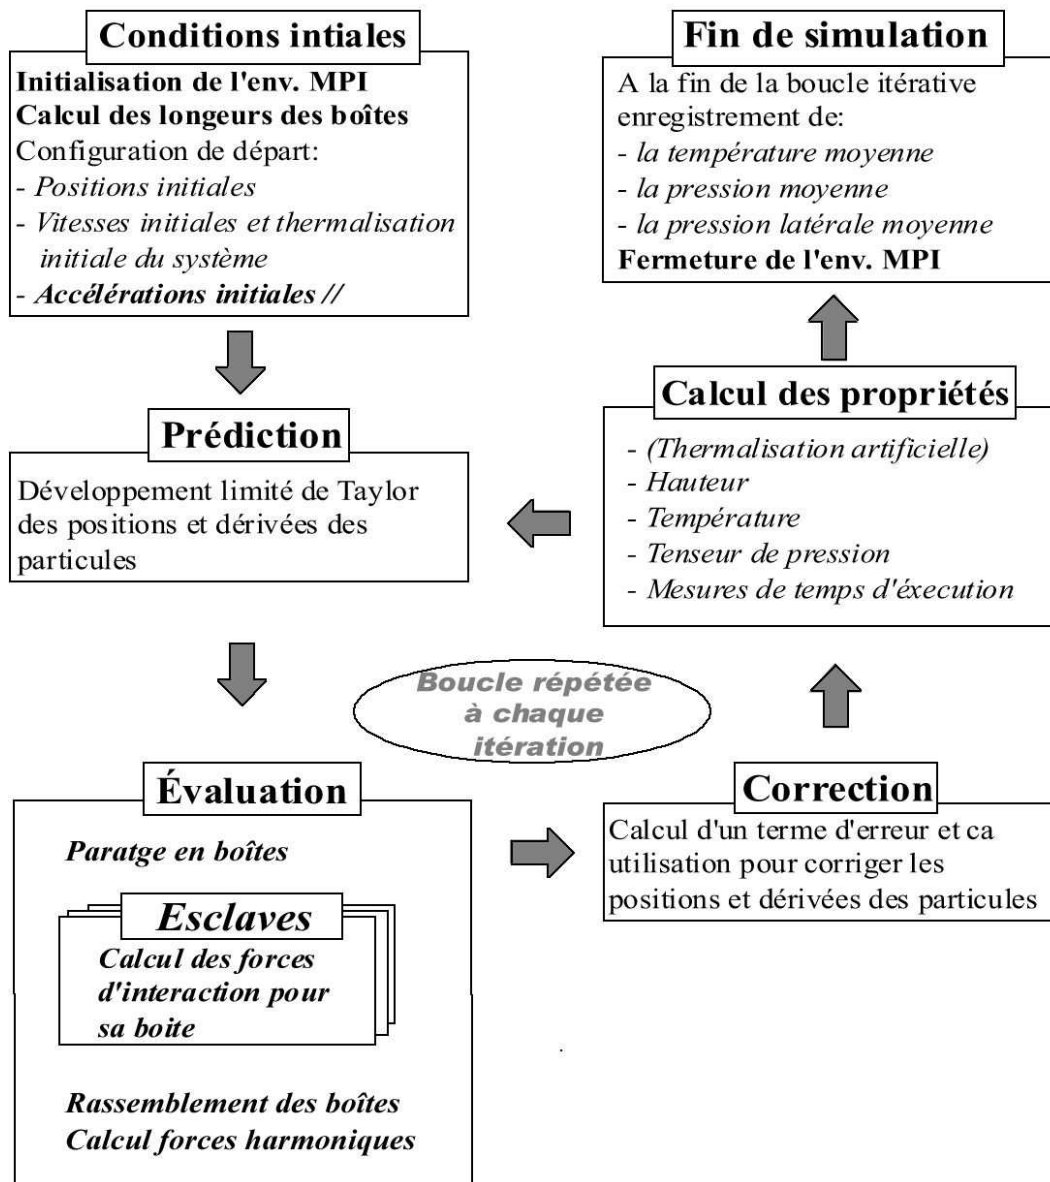 Conditions intiales
Initialisation de l'env. MPI
Calcul des longeurs des boîtes
Configuration de départ:
- Positions initiales
- Vitesses initiales et thermalisation
initiale du système
- Accélérations initiales //
Prédiction
Développement limité de Taylor
des positions et dérivées des
particules
Évaluation
Paratge en boîtes
Esclaves
Calcul des forces
d'interaction pour
sa boite
Rassemblement des boîtes
Calcul forces harmoniques
Boucle répétée
à chaque
itération
Correction
Calcul d'un terme d'erreur et ca
utilisation pour corriger les
positions et dérivées des particules
Calcul des propriétés
- (Thermalisation artificielle)
- Hauteur
- Température
- Tenseur de pression
- Mesures de temps d'éxecution
Fin de simulation
A la fin de la boucle itérative
enregistrement de:
- la température moyenne
- la pression moyenne
- la pression latérale moyenne
Fermeture de l'env. MPI